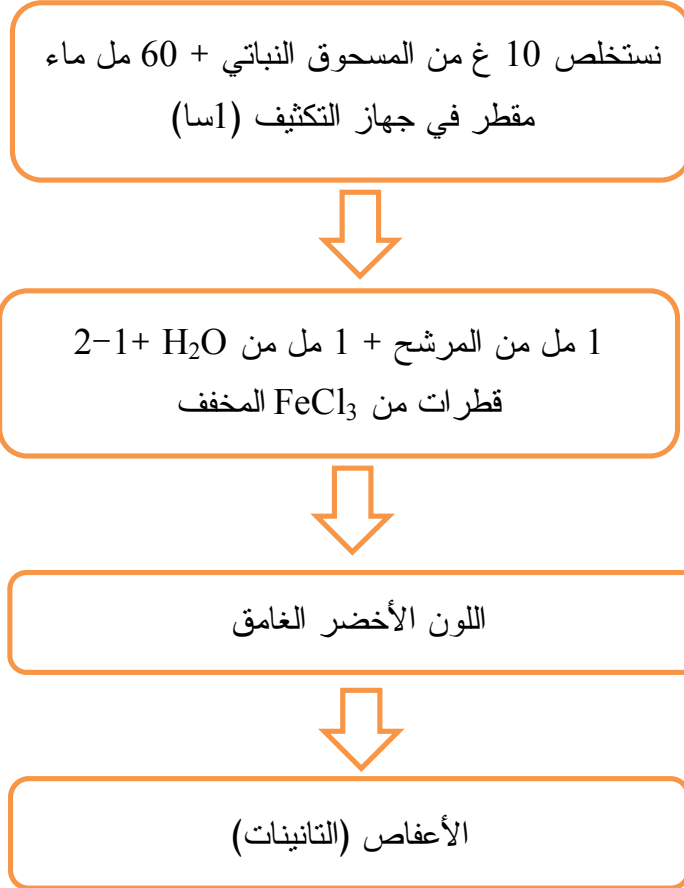 نستخلص 10 غ من المسحوق النباتي + 60 مل ماء
مقطر في جهاز التكثيف (1سا)
1 مل من المرشح + 1 مل من H₂O +1−2
قطرات من FeCl₃ المخفف
اللون الأخضر الغامق
الأعفاص (التانينات)